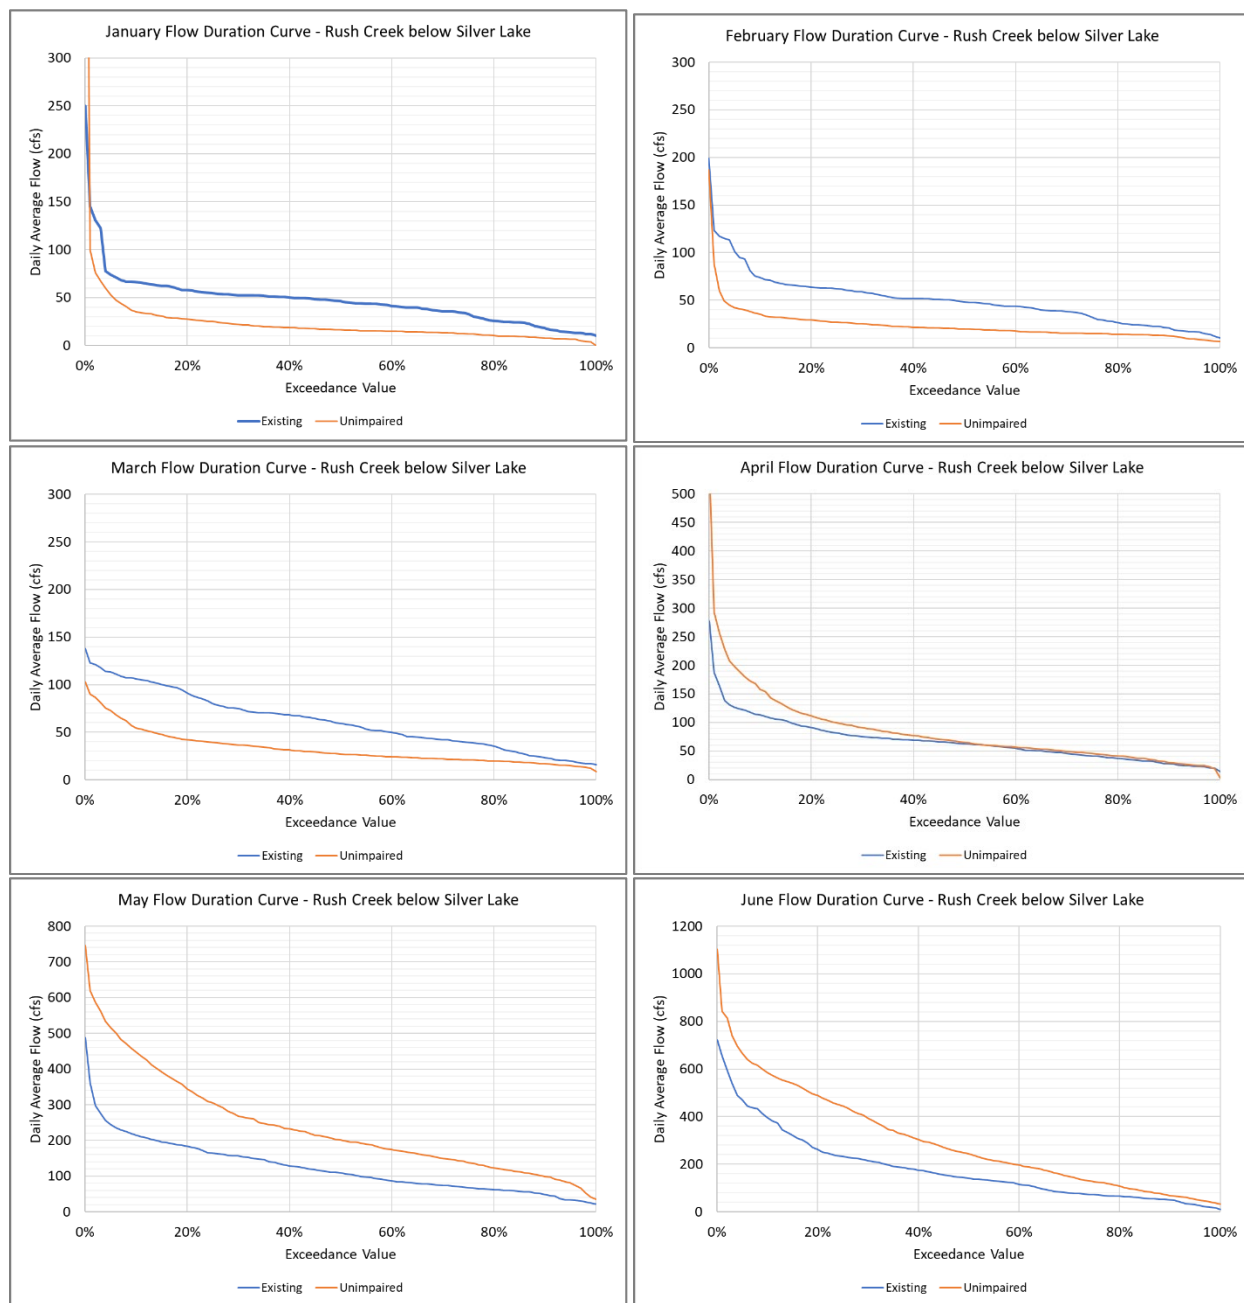 January Flow Duration Curve - Rush Creek below Silver Lake
Daily Average Flow (cfs)
300
250
200
150
100
50
0
0% 20% 40% 60% 80% 100%
Exceedance Value
Existing Unimpaired
February Flow Duration Curve - Rush Creek below Silver Lake
Daily Average Flow (cfs)
300
250
200
150
100
50
0
0% 20% 40% 60% 80% 100%
Exceedance Value
Existing Unimpaired
March Flow Duration Curve - Rush Creek below Silver Lake
Daily Average Flow (cfs)
300
250
200
150
100
50
0
0% 20% 40% 60% 80% 100%
Exceedance Value
Existing Unimpaired
April Flow Duration Curve - Rush Creek below Silver Lake
Daily Average Flow (cfs)
500
450
400
350
300
250
200
150
100
50
0
0% 20% 40% 60% 80% 100%
Exceedance Value
Existing Unimpaired
May Flow Duration Curve - Rush Creek below Silver Lake
Daily Average Flow (cfs)
800
700
600
500
400
300
200
100
0
0% 20% 40% 60% 80% 100%
Exceedance Value
Existing Unimpaired
June Flow Duration Curve - Rush Creek below Silver Lake
Daily Average Flow (cfs)
1200
1000
800
600
400
200
0
0% 20% 40% 60% 80% 100%
Exceedance Value
Existing Unimpaired